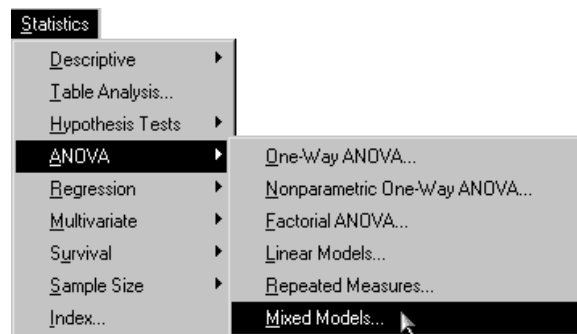 Statistics
Descriptive
Table Analysis...
Hypothesis Tests
ANOVA
Regression
Multivariate
Survival
Sample Size
Index...
One-Way ANOVA...
Nonparametric One-Way ANOVA...
Factorial ANOVA...
Linear Models...
Repeated Measures...
Mixed Models...